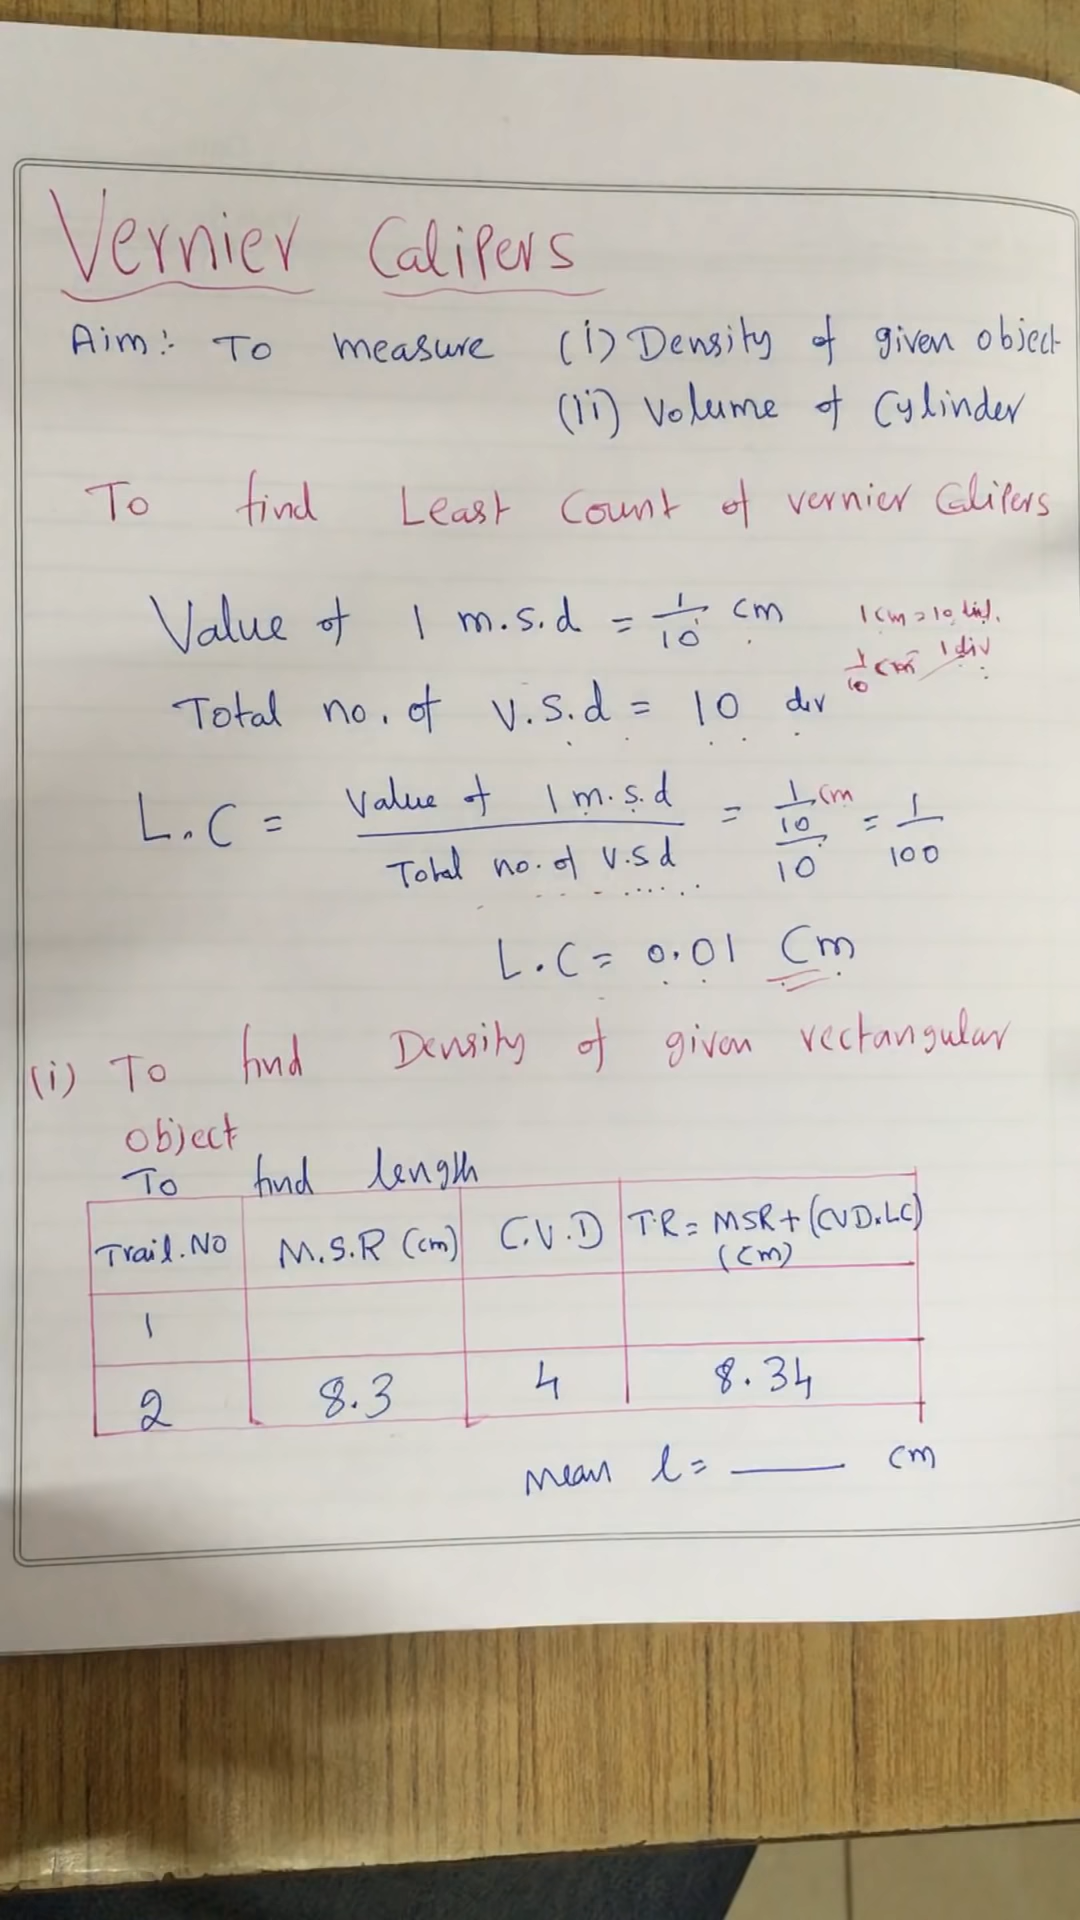 Vernier Calipers
Aim:- To measure (i) Density of given object
(ii) Volume of Cylinder
To find Least Count of vernier Calipers
Value of 1 m.s.d = 1/10 cm
1 cm = 10 div.
1/10 cm = 1 div
Total no. of v.s.d = 10 div
L.C = Value of 1 m.s.d / Total no. of v.s.d = 1/10 cm / 10 = 1/100
L.C = 0.01 Cm
(i) To find Density of given rectangular
object
To find length
Trail.No M.S.R (cm) C.V.D T.R = MSR + (CVD.LC)
(cm)
1
2 8.3 4 8.34
mean l = ____ cm